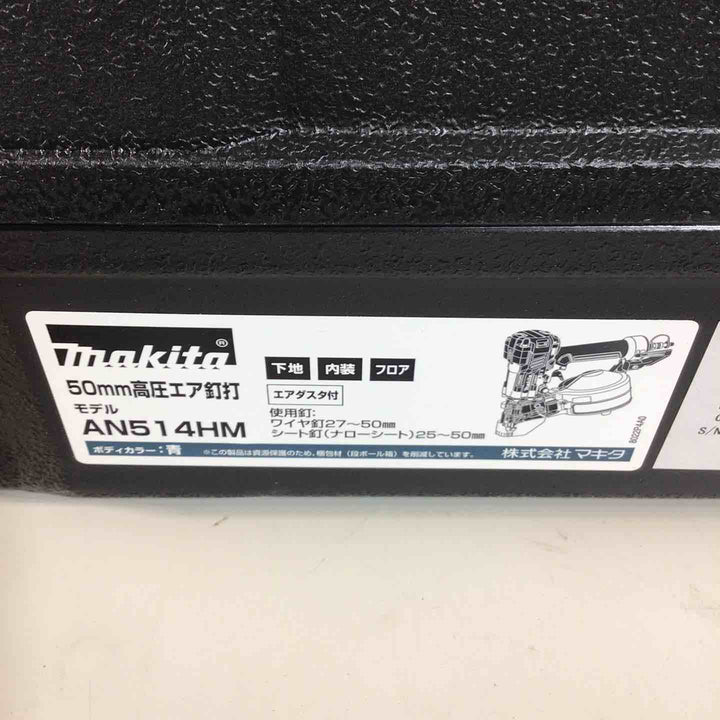 makita®
50mm高圧エア釘打
モデル
AN514HM
下地 内装 フロア
エアダスタ付
使用釘:
ワイヤ釘27〜50mm
シート釘(ナローシート)25〜50mm
802P4A0
ボディカラー:青 ※この製品は資源保護のため、梱包材(段ボール箱)を削減しています。 株式会社マキタ
S/N